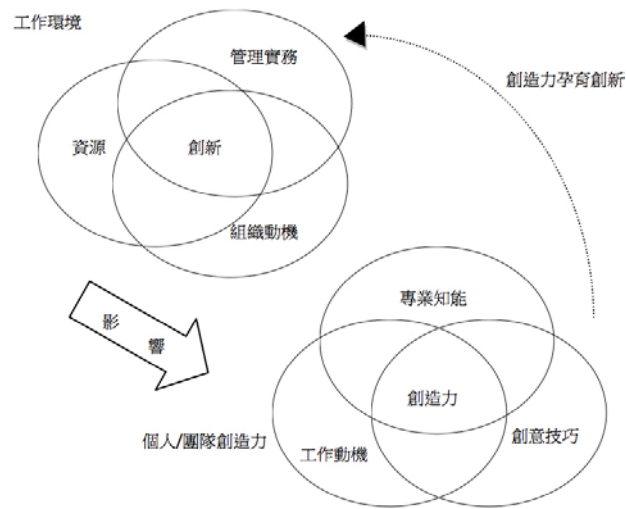 工作環境
管理實務
創造力孕育創新
資源
創新
組織動機
影響
專業知能
創造力
個人/團隊創造力
工作動機
創意技巧